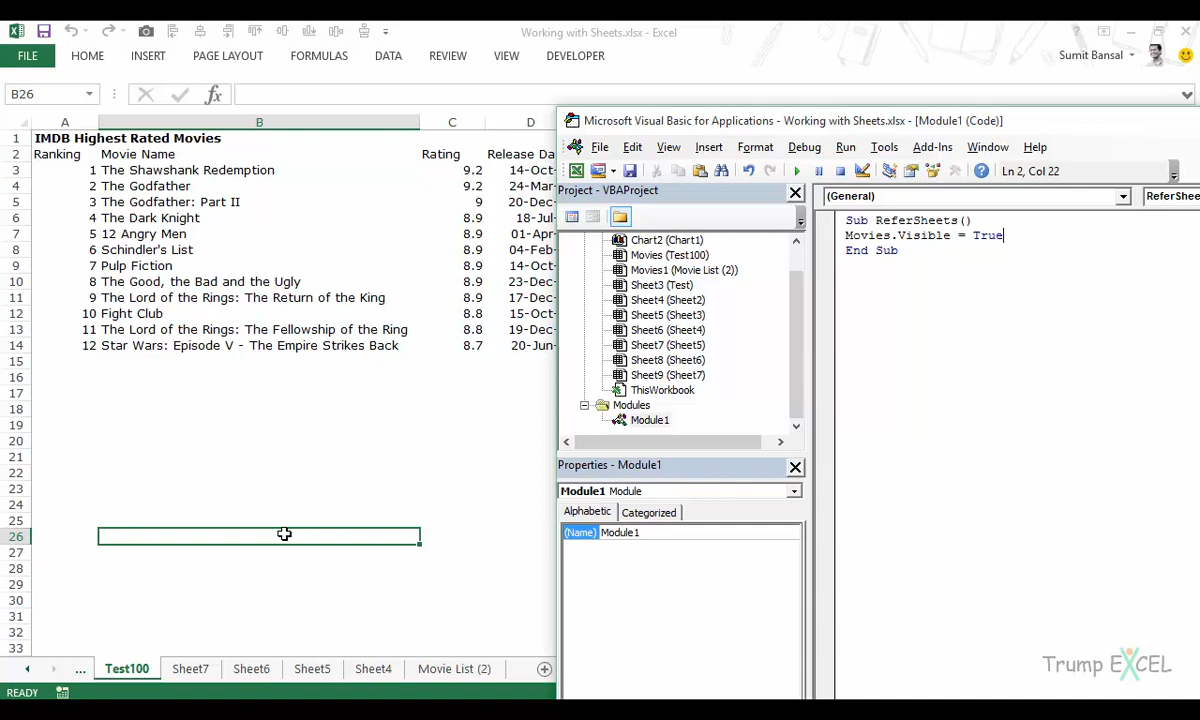 Working with Sheets.xlsx - Excel
FILE HOME INSERT PAGE LAYOUT FORMULAS DATA REVIEW VIEW DEVELOPER Sumit Bansal
B26 fx
Microsoft Visual Basic for Applications - Working with Sheets.xlsx - [Module1 (Code)]
File Edit View Insert Format Debug Run Tools Add-Ins Window Help
Ln 2, Col 22
Project - VBAProject
(General) ReferShee
Chart2 (Chart1)
Movies (Test100)
Movies1 (Movie List (2))
Sheet3 (Test)
Sheet4 (Sheet2)
Sheet5 (Sheet3)
Sheet6 (Sheet4)
Sheet7 (Sheet5)
Sheet8 (Sheet6)
Sheet9 (Sheet7)
ThisWorkbook
Modules
Module1
Sub ReferSheets()
Movies.Visible = True
End Sub
Properties - Module1
Module1 Module
Alphabetic Categorized
(Name) Module1
A B C D
1 IMDB Highest Rated Movies
2 Ranking Movie Name Rating Release Da
3 1 The Shawshank Redemption 9.2 14-Oct-
4 2 The Godfather 9.2 24-Mar-
5 3 The Godfather: Part II 9 20-Dec-
6 4 The Dark Knight 8.9 18-Jul-
7 5 12 Angry Men 8.9 01-Apr-
8 6 Schindler's List 8.9 04-Feb-
9 7 Pulp Fiction 8.9 14-Oct-
10 8 The Good, the Bad and the Ugly 8.9 23-Dec-
11 9 The Lord of the Rings: The Return of the King 8.9 17-Dec-
12 10 Fight Club 8.8 15-Oct-
13 11 The Lord of the Rings: The Fellowship of the Ring 8.8 19-Dec-
14 12 Star Wars: Episode V - The Empire Strikes Back 8.7 20-Jun-
15
16
17
18
19
20
21
22
23
24
25
26
27
28
29
30
31
32
33
... Test100 Sheet7 Sheet6 Sheet5 Sheet4 Movie List (2)
READY
Trump EXCEL